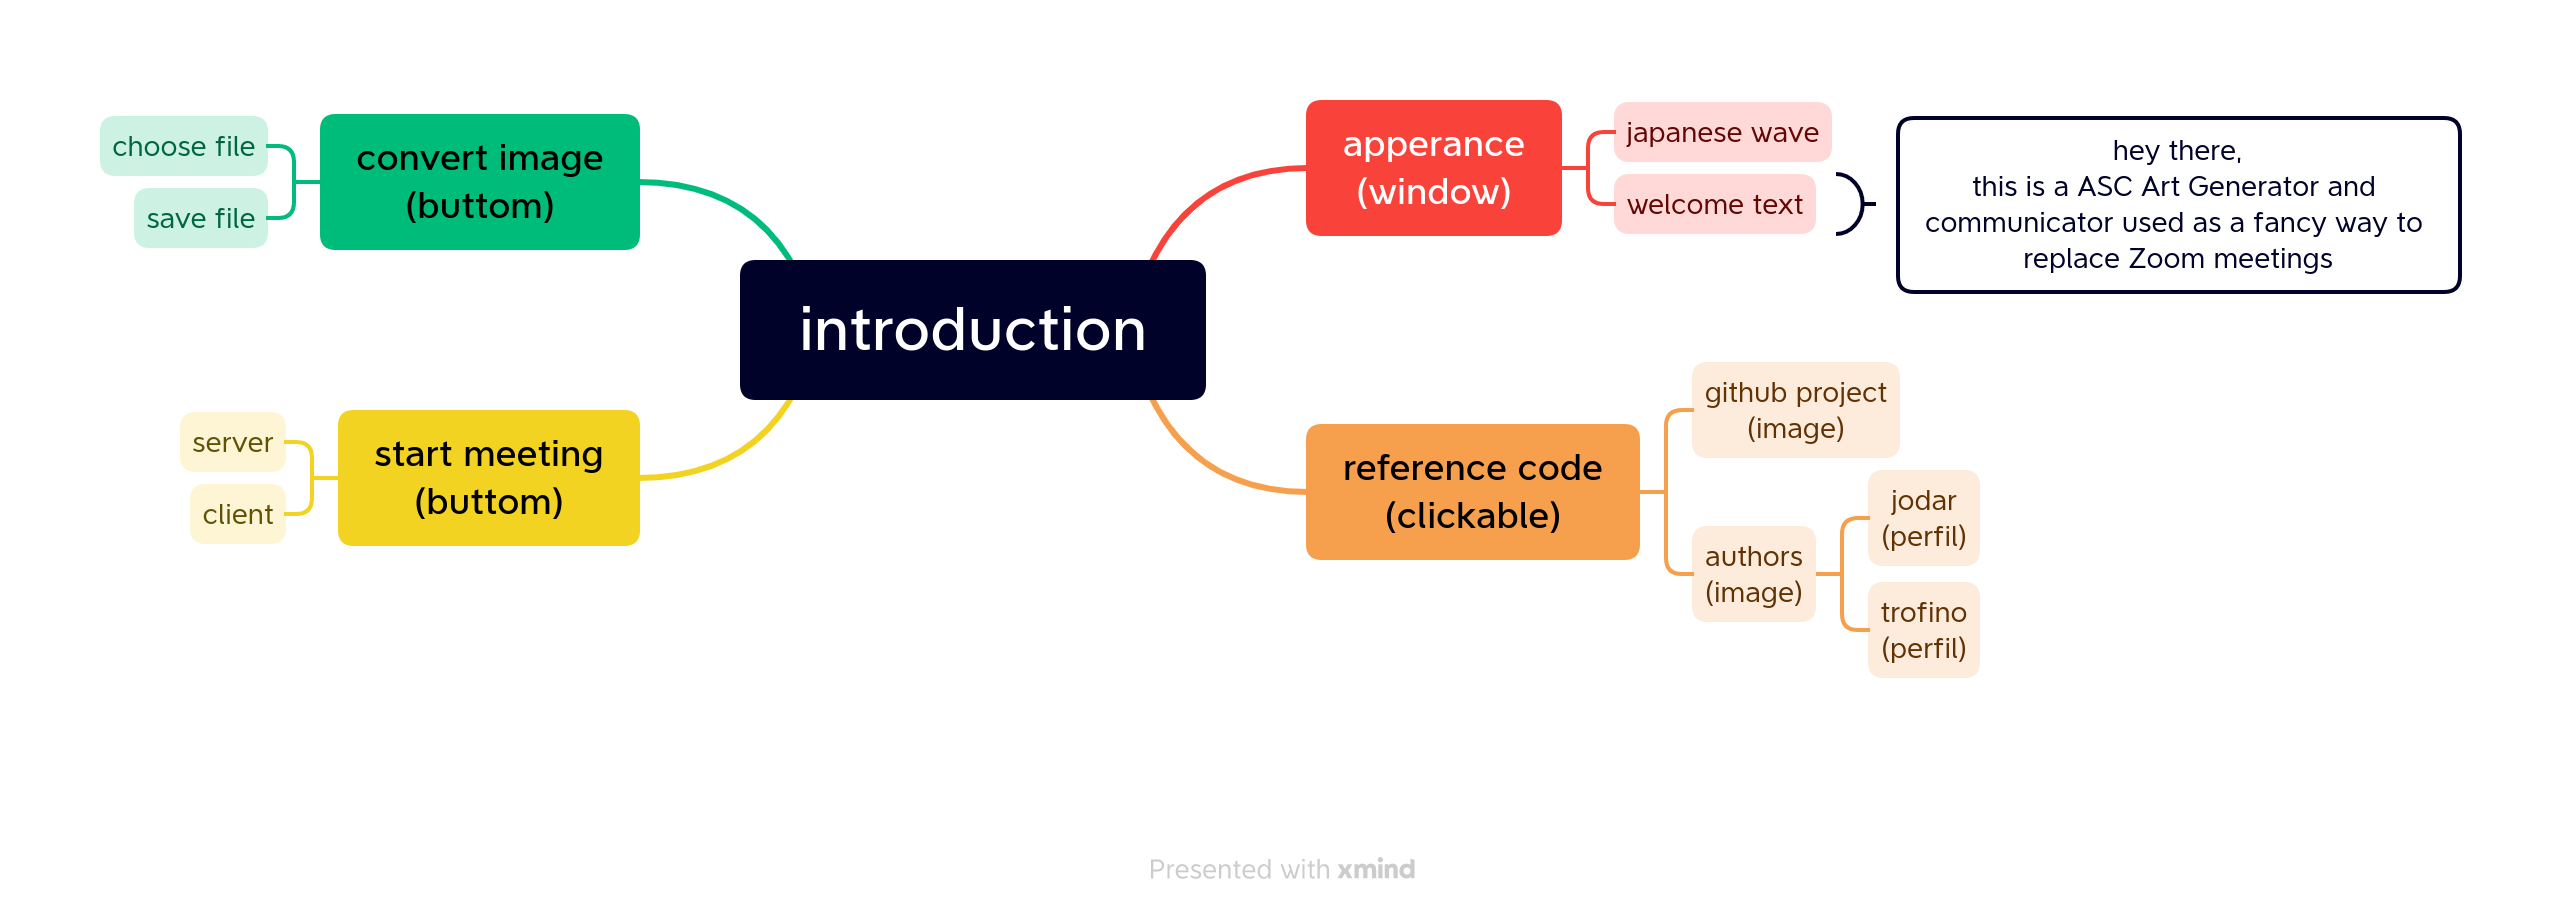 choose file
save file
convert image
(buttom)
server
client
start meeting
(buttom)
introduction
apperance
(window)
japanese wave
welcome text
hey there,
this is a ASC Art Generator and
communicator used as a fancy way to
replace Zoom meetings
reference code
(clickable)
github project
(image)
authors
(image)
jodar
(perfil)
trofino
(perfil)
Presented with xmind